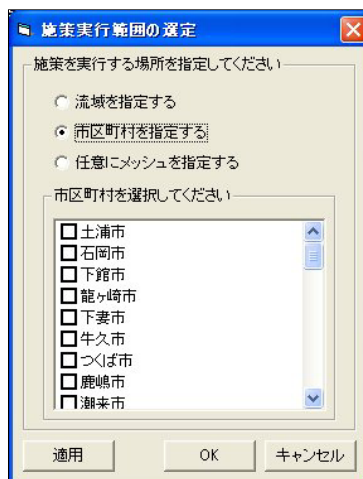 施策実行範囲の選定
施策を実行する場所を指定してください
流域を指定する
市区町村を指定する
任意にメッシュを指定する
市区町村を選択してください
土浦市
石岡市
下館市
龍ヶ崎市
下妻市
牛久市
つくば市
鹿嶋市
潮来市
適用
OK
キャンセル